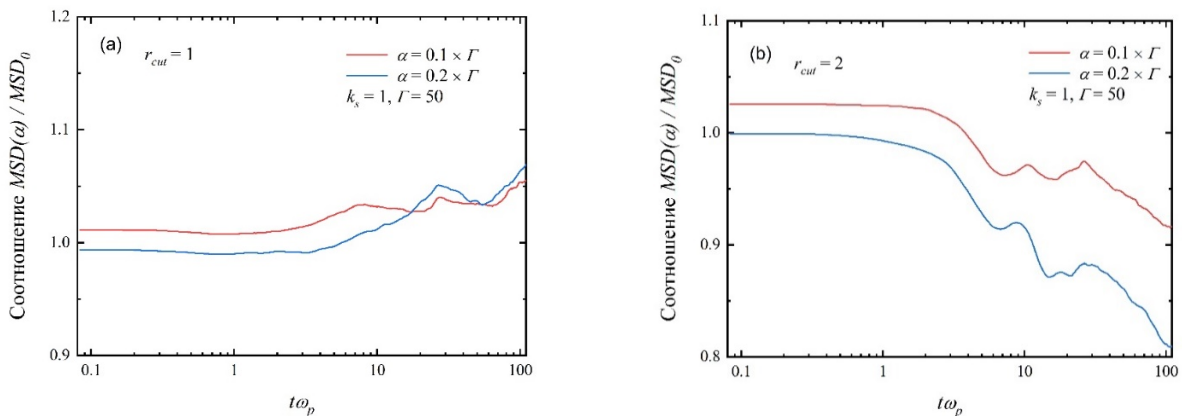 (a)
r_cut = 1
α = 0.1 × Γ
α = 0.2 × Γ
k_s = 1, Γ = 50
Соотношение MSD(α) / MSD_0
1.2
1.1
1.0
0.9
0.1
1
10
100
tω_p
(b)
r_cut = 2
α = 0.1 × Γ
α = 0.2 × Γ
k_s = 1, Γ = 50
Соотношение MSD(α) / MSD_0
1.1
1.0
0.9
0.8
0.1
1
10
100
tω_p